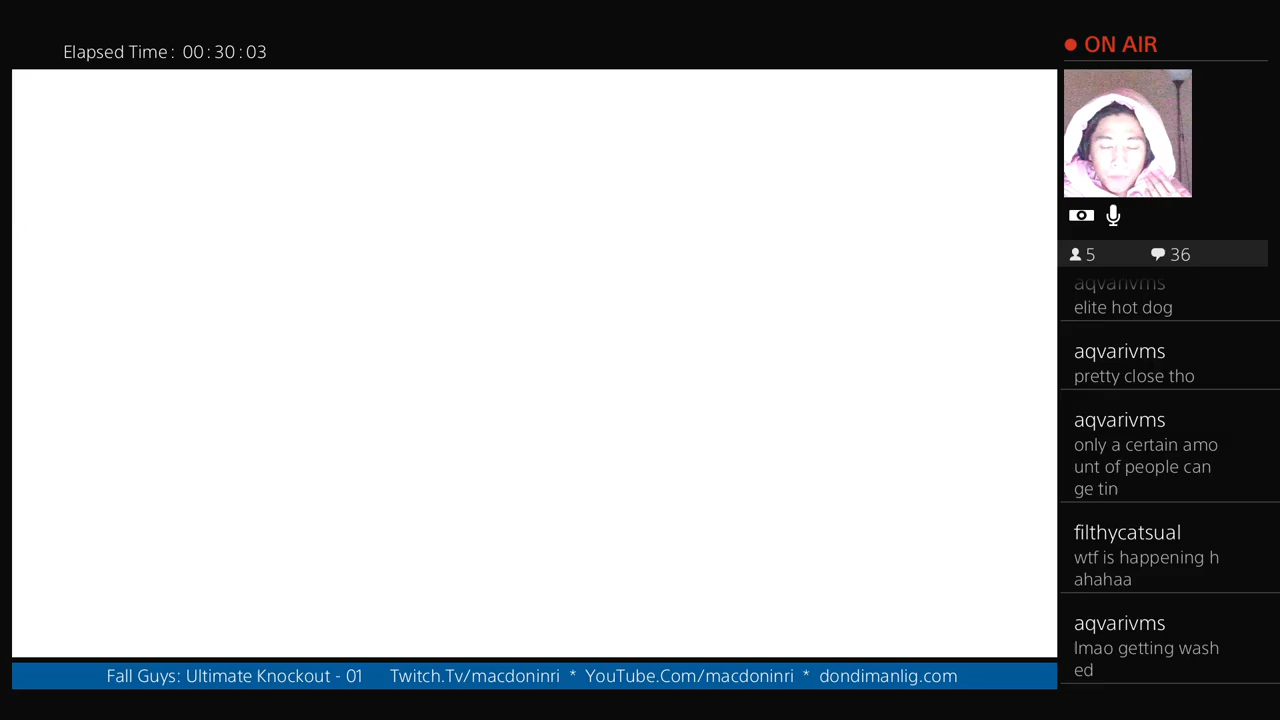 Elapsed Time: 00:30:03
ON AIR
5 36
aqvarivms
elite hot dog
aqvarivms
pretty close tho
aqvarivms
only a certain amo
unt of people can
ge tin
filthycatsual
wtf is happening h
ahahaa
aqvarivms
lmao getting wash
ed
Fall Guys: Ultimate Knockout - 01 Twitch.Tv/macdoninri * YouTube.Com/macdoninri * dondimanlig.com